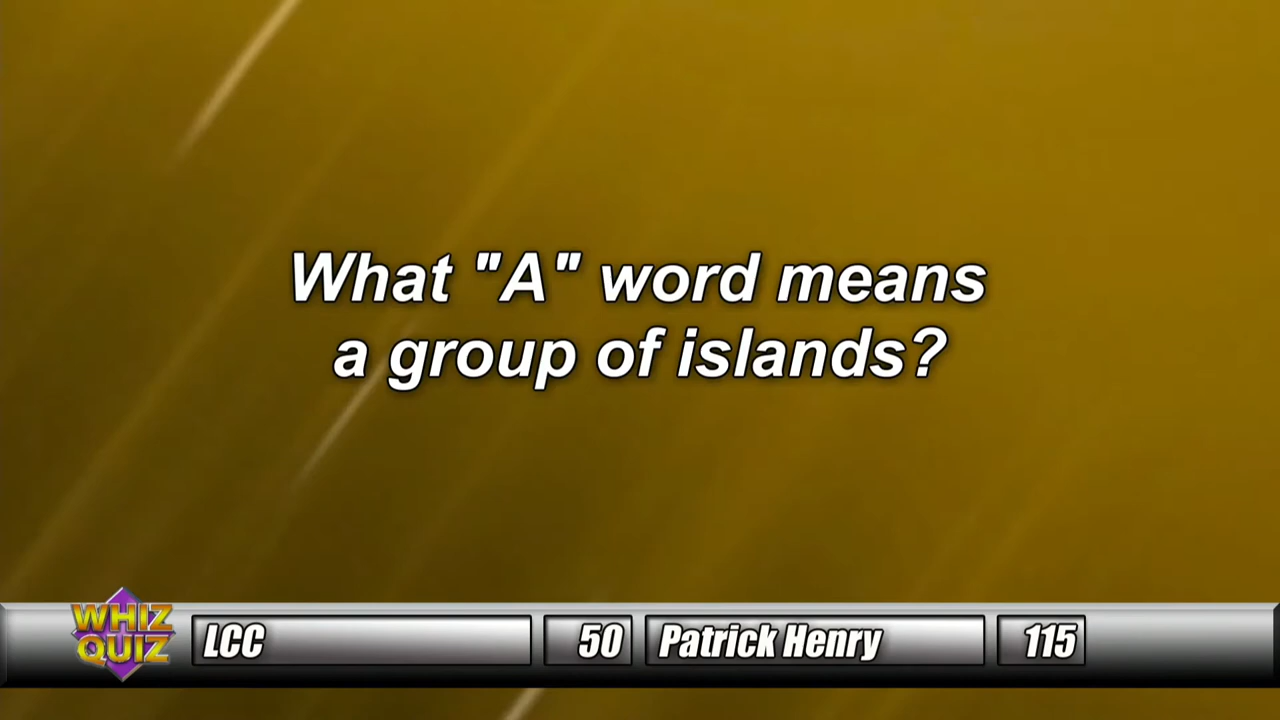 What "A" word means
a group of islands?
WHIZ
QUIZ
LCC 50 Patrick Henry 115